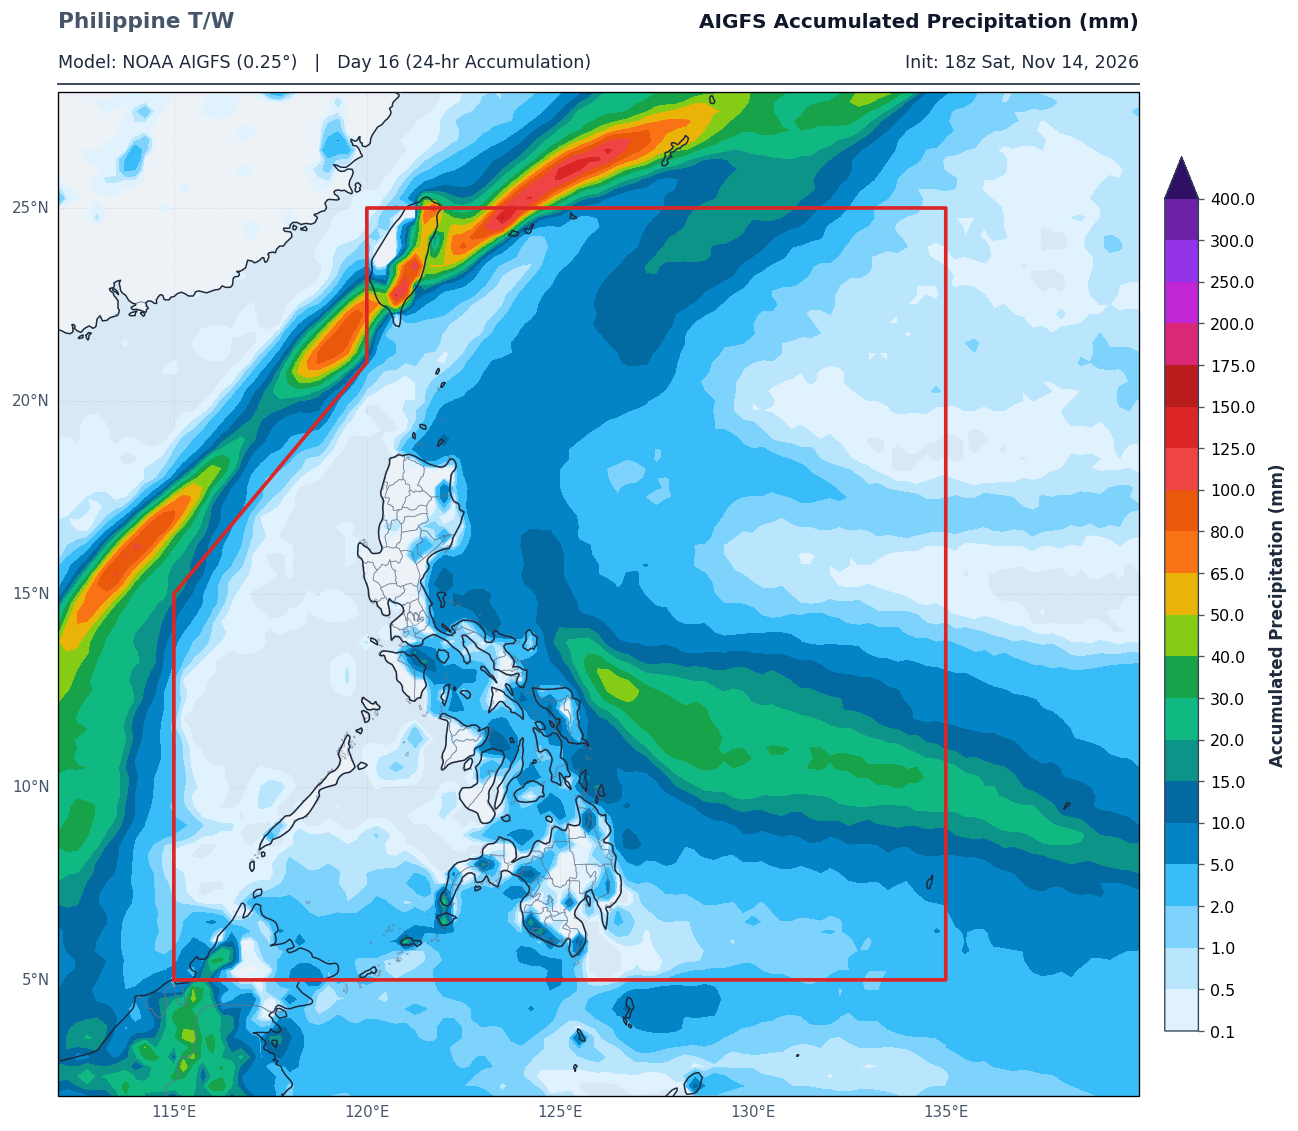 Philippine T/W
AIGFS Accumulated Precipitation (mm)
Model: NOAA AIGFS (0.25°) | Day 16 (24-hr Accumulation)
Init: 18z Sat, Nov 14, 2026
25°N
20°N
15°N
10°N
5°N
115°E
120°E
125°E
130°E
135°E
400.0
300.0
250.0
200.0
175.0
150.0
125.0
100.0
80.0
65.0
50.0
40.0
30.0
20.0
15.0
10.0
5.0
2.0
1.0
0.5
0.1
Accumulated Precipitation (mm)